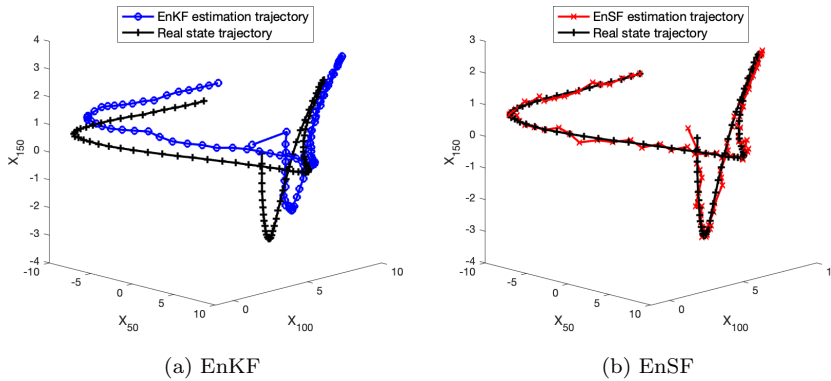 EnKF estimation trajectory
Real state trajectory
4
3
2
1
0
-1
-2
-3
-4
X150
-10
-5
0
5
10
X50
0
5
10
X100
(a) EnKF
EnSF estimation trajectory
Real state trajectory
3
2
1
0
-1
-2
-3
-4
X150
-10
-5
0
5
10
X50
0
5
1
X100
(b) EnSF